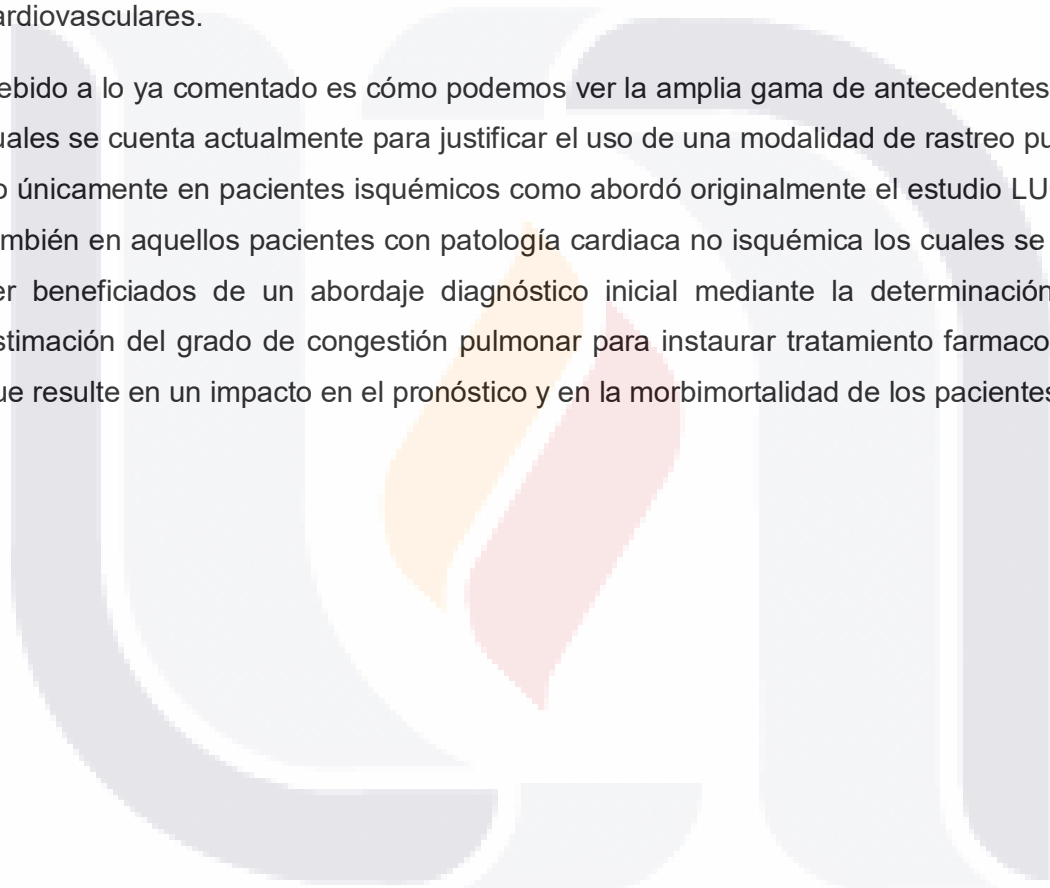 ardiovasculares.
ebido a lo ya comentado es cómo podemos ver la amplia gama de antecedentes
uales se cuenta actualmente para justificar el uso de una modalidad de rastreo pu
o únicamente en pacientes isquémicos como abordó originalmente el estudio LU
mbién en aquellos pacientes con patología cardiaca no isquémica los cuales se
er beneficiados de un abordaje diagnóstico inicial mediante la determinación
stimación del grado de congestión pulmonar para instaurar tratamiento farmaco
ue resulte en un impacto en el pronóstico y en la morbimortalidad de los pacientes